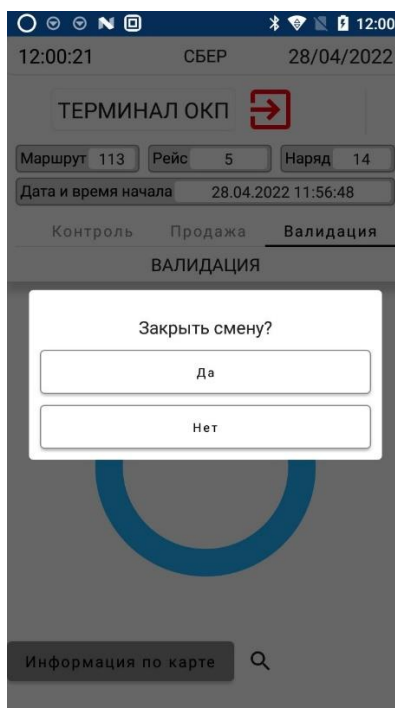 12:00
12:00:21 СБЕР 28/04/2022
ТЕРМИНАЛ ОКП
Маршрут 113 Рейс 5 Наряд 14
Дата и время начала 28.04.2022 11:56:48
Контроль Продажа Валидация
ВАЛИДАЦИЯ
Закрыть смену?
Да
Нет
Информация по карте